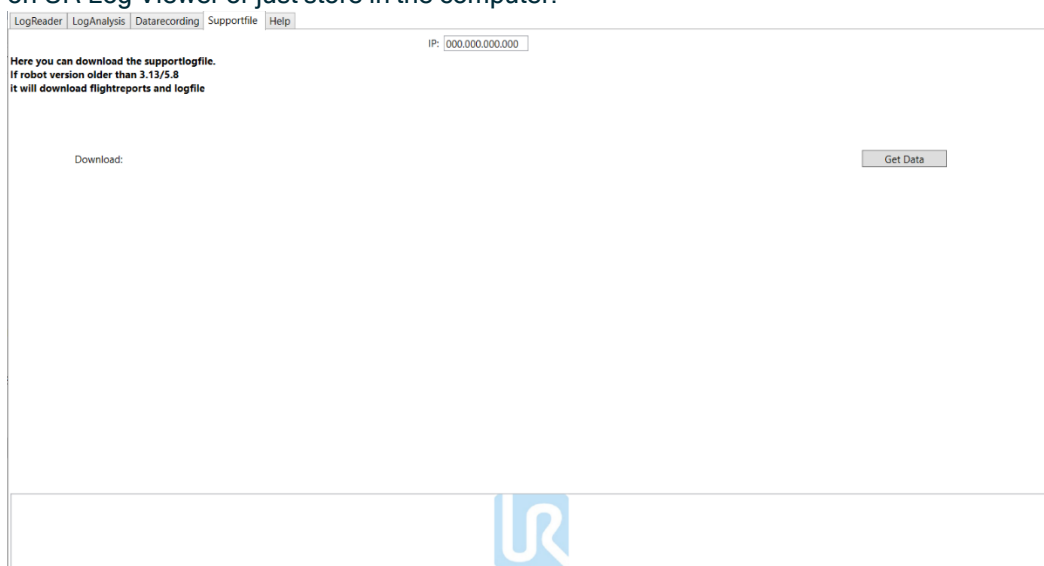 on UR Log Viewer or just store in the computer.
LogReader LogAnalysis Datarecording Supportfile Help
IP: 000.000.000.000
Here you can download the supportlogfile.
If robot version older than 3.13/5.8
it will download flightreports and logfile
Download: Get Data
UR